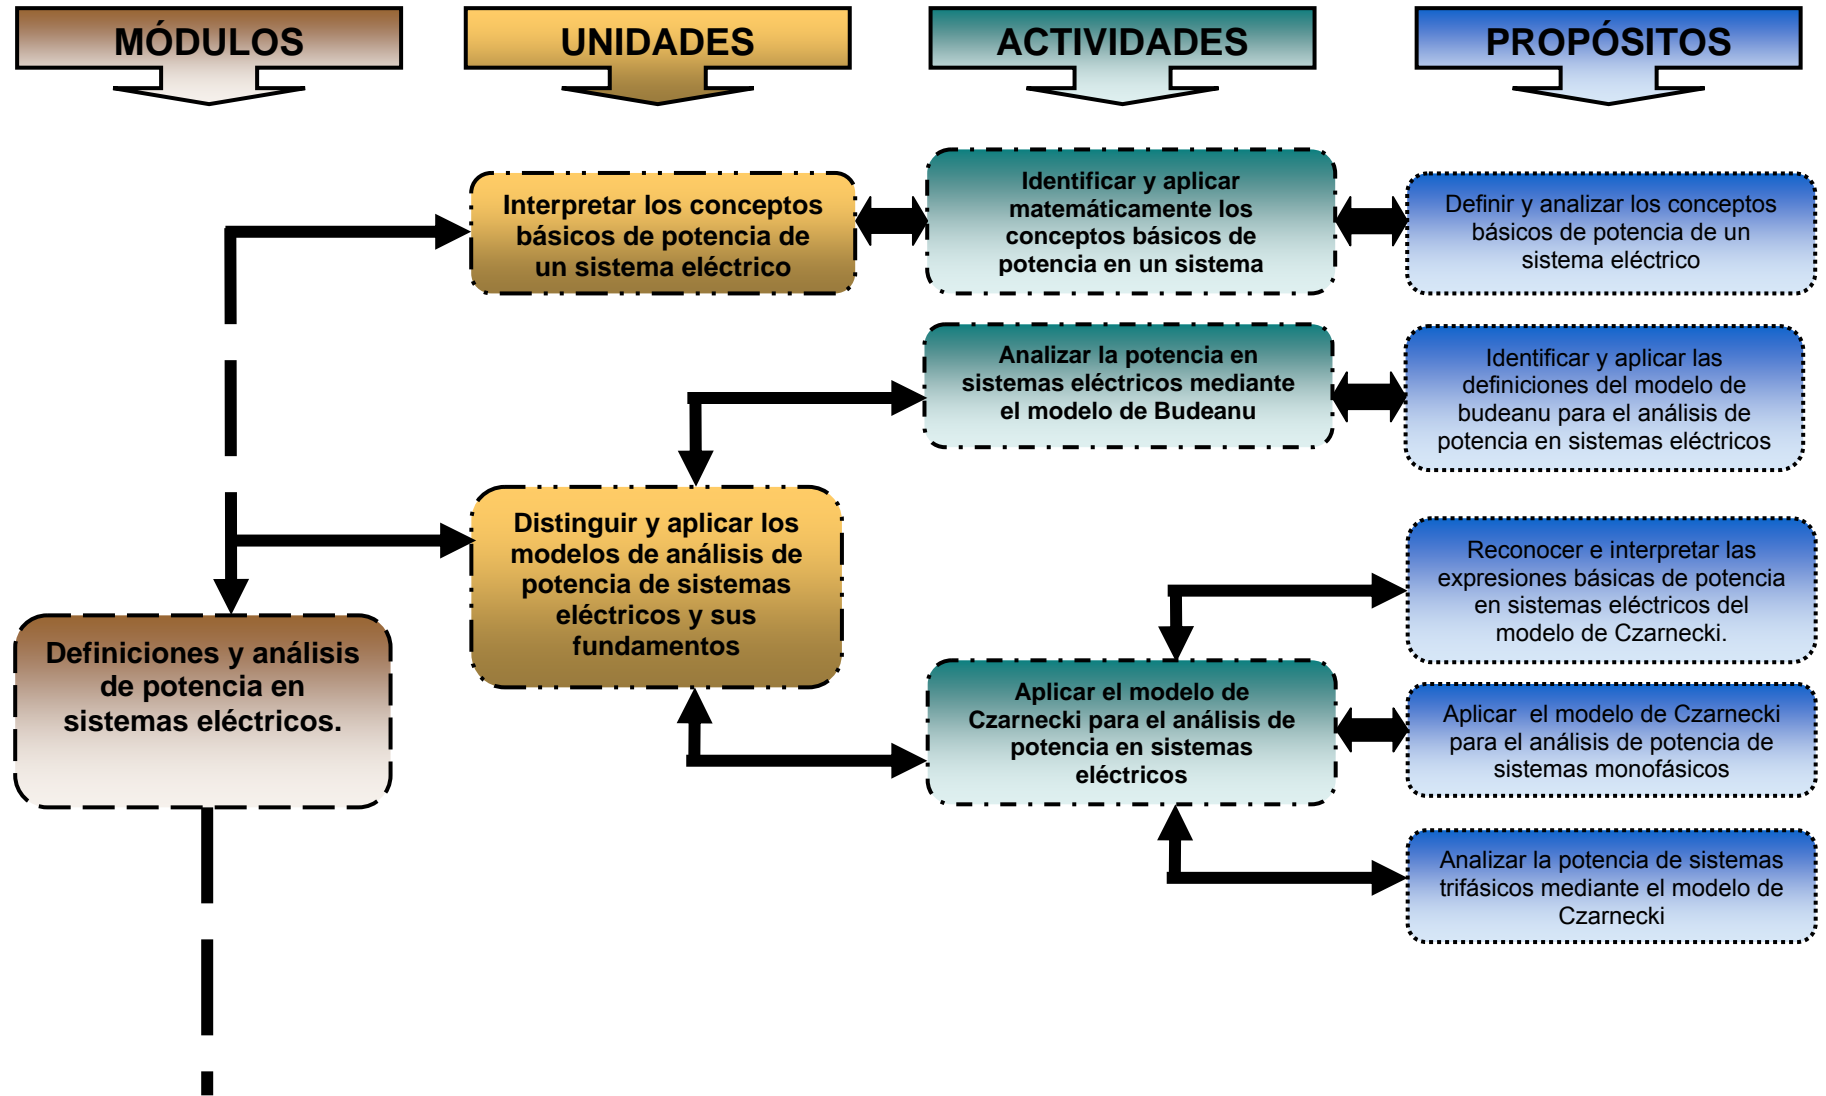 MÓDULOS
UNIDADES
ACTIVIDADES
PROPÓSITOS
Interpretar los conceptos
básicos de potencia de
un sistema eléctrico
Identificar y aplicar
matemáticamente los
conceptos básicos de
potencia en un sistema
Definir y analizar los conceptos
básicos de potencia de un
sistema eléctrico
Analizar la potencia en
sistemas eléctricos mediante
el modelo de Budeanu
Identificar y aplicar las
definiciones del modelo de
budeanu para el análisis de
potencia en sistemas eléctricos
Distinguir y aplicar los
modelos de análisis de
potencia de sistemas
eléctricos y sus
fundamentos
Reconocer e interpretar las
expresiones básicas de potencia
en sistemas eléctricos del
modelo de Czarnecki.
Definiciones y análisis
de potencia en
sistemas eléctricos.
Aplicar el modelo de
Czarnecki para el análisis de
potencia en sistemas
eléctricos
Aplicar  el modelo de Czarnecki
para el análisis de potencia de
sistemas monofásicos
Analizar la potencia de sistemas
trifásicos mediante el modelo de
Czarnecki